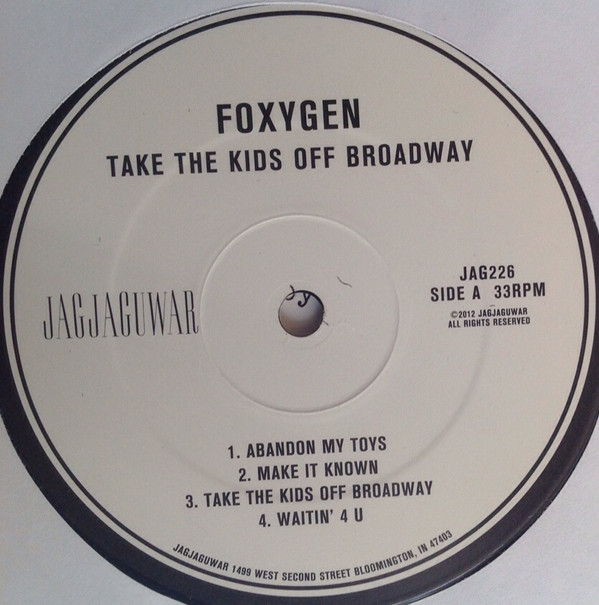 FOXYGEN
TAKE THE KIDS OFF BROADWAY
JAGJAGUWAR
JAG226
SIDE A 33RPM
©2012 JAGJAGUWAR
ALL RIGHTS RESERVED
1. ABANDON MY TOYS
2. MAKE IT KNOWN
3. TAKE THE KIDS OFF BROADWAY
4. WAITIN' 4 U
JAGJAGUWAR 1499 WEST SECOND STREET BLOOMINGTON, IN 47403